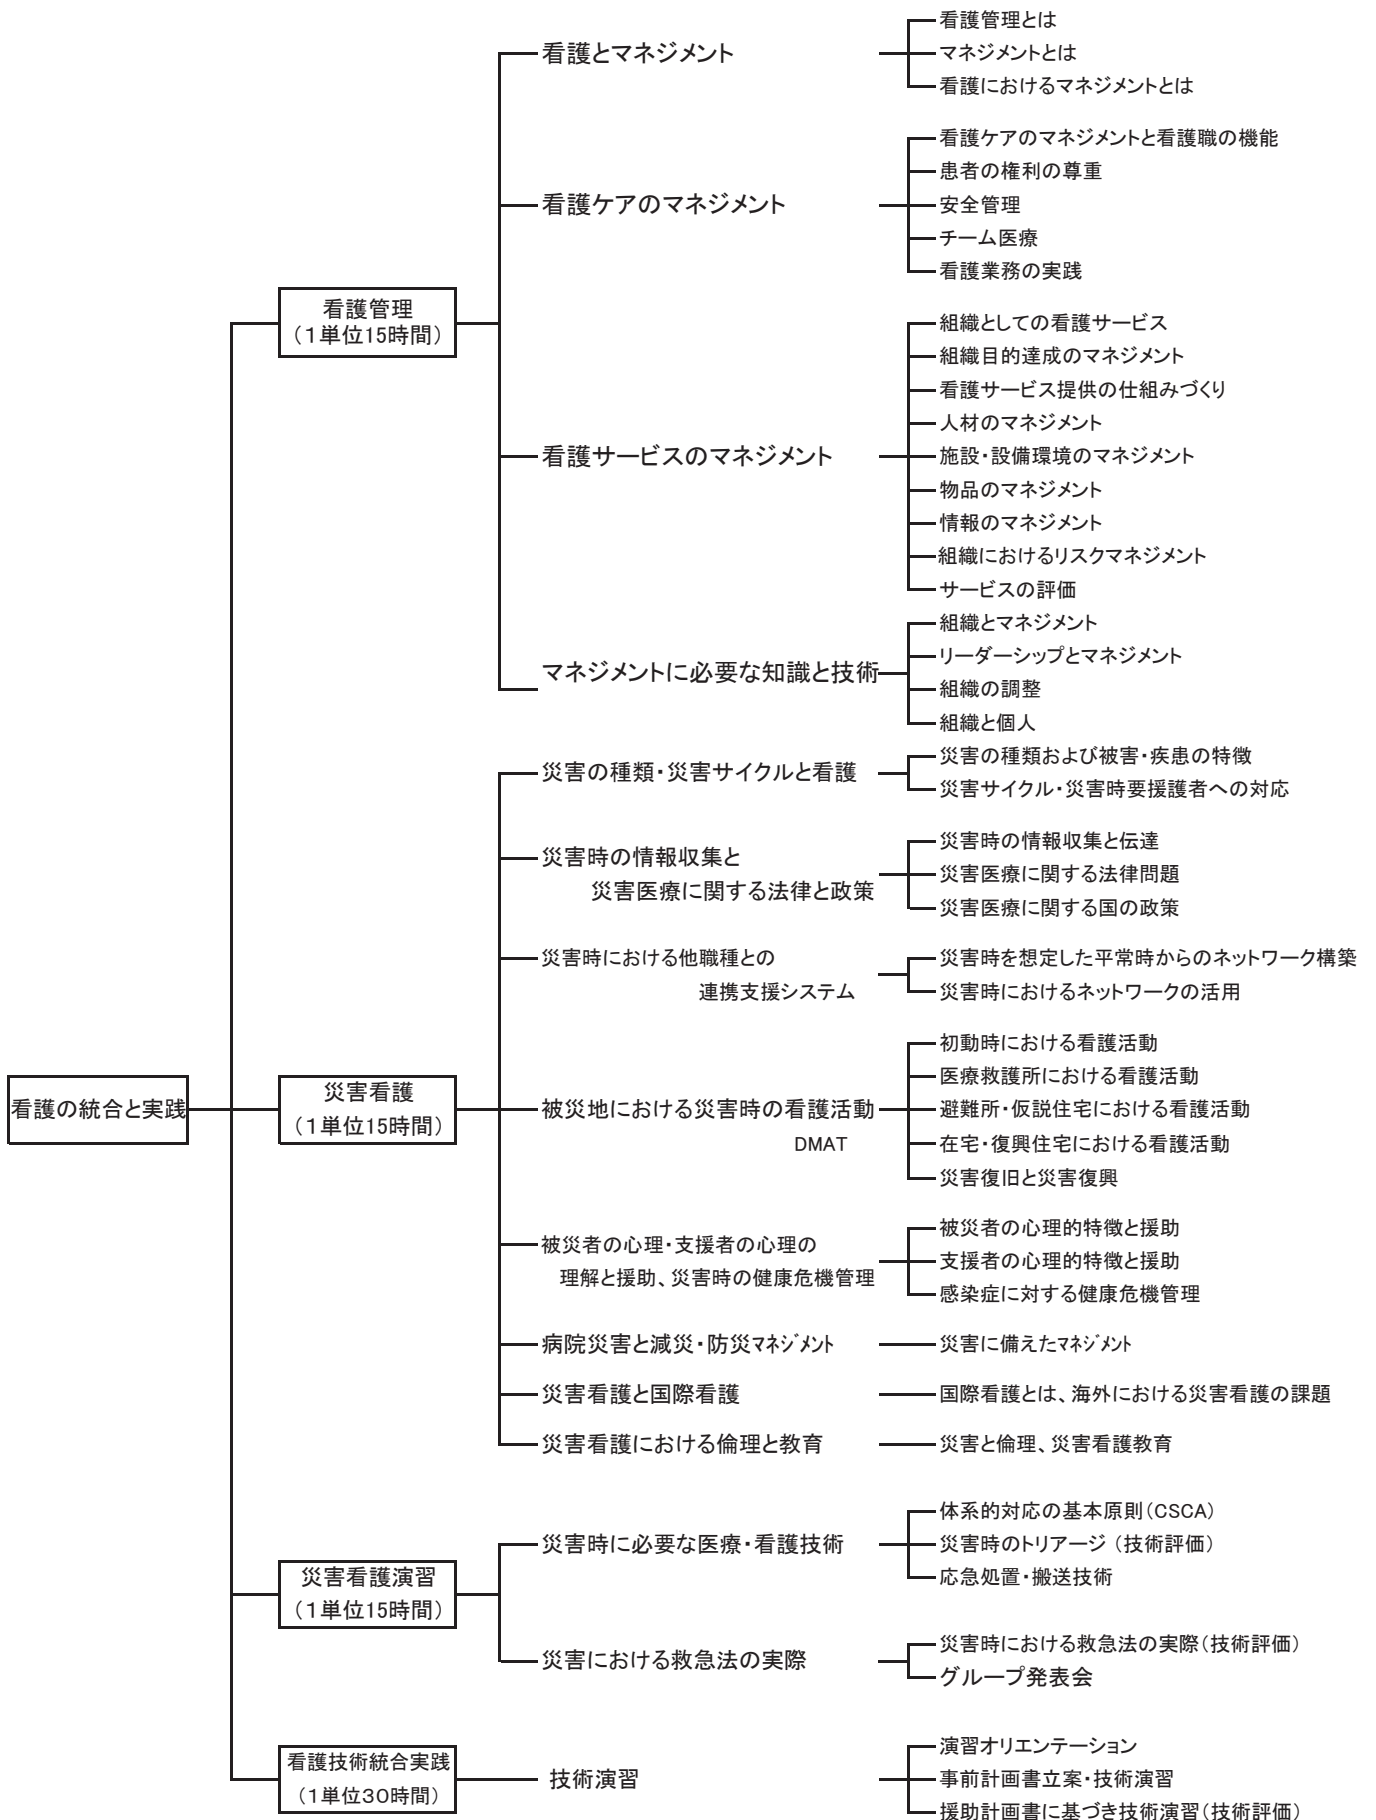 看護の統合と実践
看護管理
（１単位15時間）
看護とマネジメント
看護管理とは
マネジメントとは
看護におけるマネジメントとは
看護ケアのマネジメント
看護ケアのマネジメントと看護職の機能
患者の権利の尊重
安全管理
チーム医療
看護業務の実践
看護サービスのマネジメント
組織としての看護サービス
組織目的達成のマネジメント
看護サービス提供の仕組みづくり
人材のマネジメント
施設・設備環境のマネジメント
物品のマネジメント
情報のマネジメント
組織におけるリスクマネジメント
サービスの評価
マネジメントに必要な知識と技術
組織とマネジメント
リーダーシップとマネジメント
組織の調整
組織と個人
災害看護
（１単位15時間）
災害の種類・災害サイクルと看護
災害の種類および被害・疾患の特徴
災害サイクル・災害時要援護者への対応
災害時の情報収集と
災害医療に関する法律と政策
災害時の情報収集と伝達
災害医療に関する法律問題
災害医療に関する国の政策
災害時における他職種との
連携支援システム
災害時を想定した平常時からのネットワーク構築
災害時におけるネットワークの活用
被災地における災害時の看護活動
DMAT
初動時における看護活動
医療救護所における看護活動
避難所・仮説住宅における看護活動
在宅・復興住宅における看護活動
災害復旧と災害復興
被災者の心理・支援者の心理の
理解と援助、災害時の健康危機管理
被災者の心理的特徴と援助
支援者の心理的特徴と援助
感染症に対する健康危機管理
病院災害と減災・防災ﾏﾈｼﾞﾒﾝﾄ
災害に備えたﾏﾈｼﾞﾒﾝﾄ
災害看護と国際看護
国際看護とは、海外における災害看護の課題
災害看護における倫理と教育
災害と倫理、災害看護教育
災害看護演習
（１単位15時間）
災害時に必要な医療・看護技術
体系的対応の基本原則（CSCA）
災害時のトリアージ （技術評価）
応急処置・搬送技術
災害における救急法の実際
災害時における救急法の実際（技術評価）
グループ発表会
看護技術統合実践
（１単位３０時間）
技術演習
演習オリエンテーション
事前計画書立案・技術演習
援助計画書に基づき技術演習（技術評価）